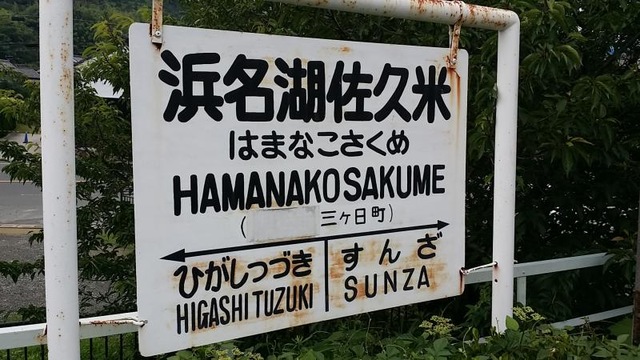 浜名湖佐久米
はまなこさくめ
HAMANAKOSAKUME
(　　　三ヶ日町)
ひがしつづき すんざ
HIGASHI TUZUKI SUNZA